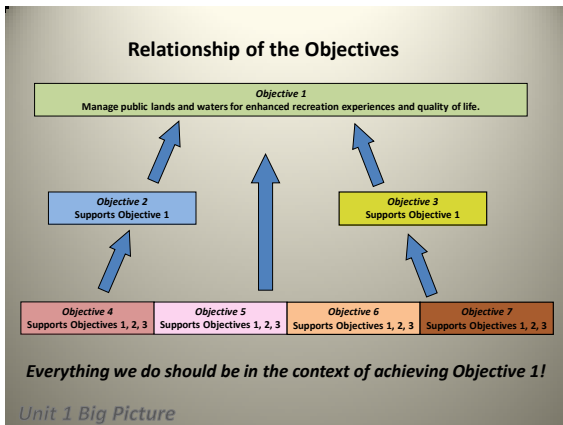 Relationship of the Objectives
Objective 1
Manage public lands and waters for enhanced recreation experiences and quality of life.
Objective 2
Supports Objective 1
Objective 3
Supports Objective 1
Objective 4
Supports Objectives 1, 2, 3
Objective 5
Supports Objectives 1, 2, 3
Objective 6
Supports Objectives 1, 2, 3
Objective 7
Supports Objectives 1, 2, 3
Everything we do should be in the context of achieving Objective 1!
Unit 1 Big Picture